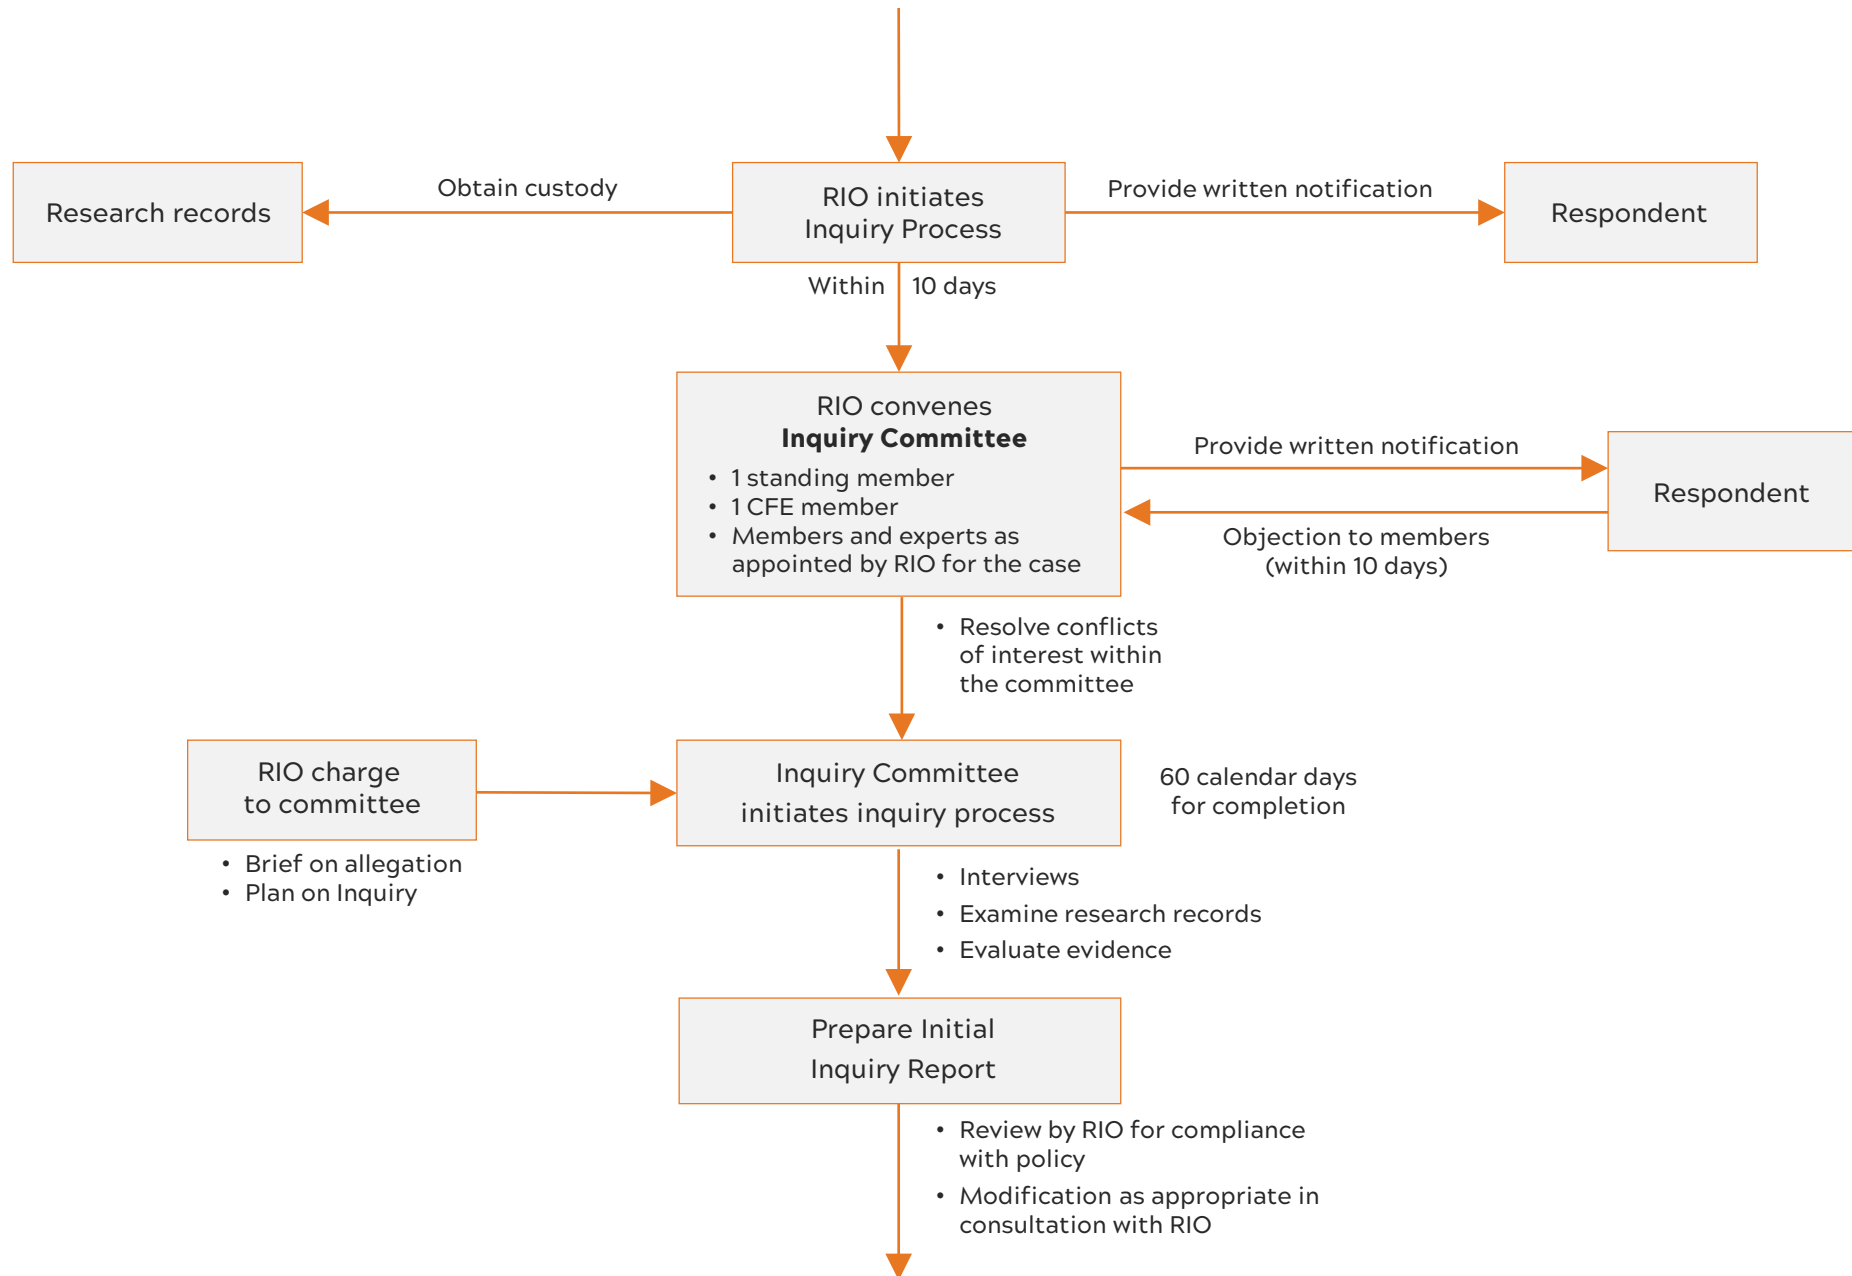 Research records
Obtain custody
RIO initiates
Inquiry Process
Provide written notification
Respondent
Within 10 days
RIO convenes
Inquiry Committee
• 1 standing member
• 1 CFE member
• Members and experts as
appointed by RIO for the case
Provide written notification
Objection to members
(within 10 days)
Respondent
• Resolve conflicts
of interest within
the committee
RIO charge
to committee
• Brief on allegation
• Plan on Inquiry
Inquiry Committee
initiates inquiry process
60 calendar days
for completion
• Interviews
• Examine research records
• Evaluate evidence
Prepare Initial
Inquiry Report
• Review by RIO for compliance
with policy
• Modification as appropriate in
consultation with RIO